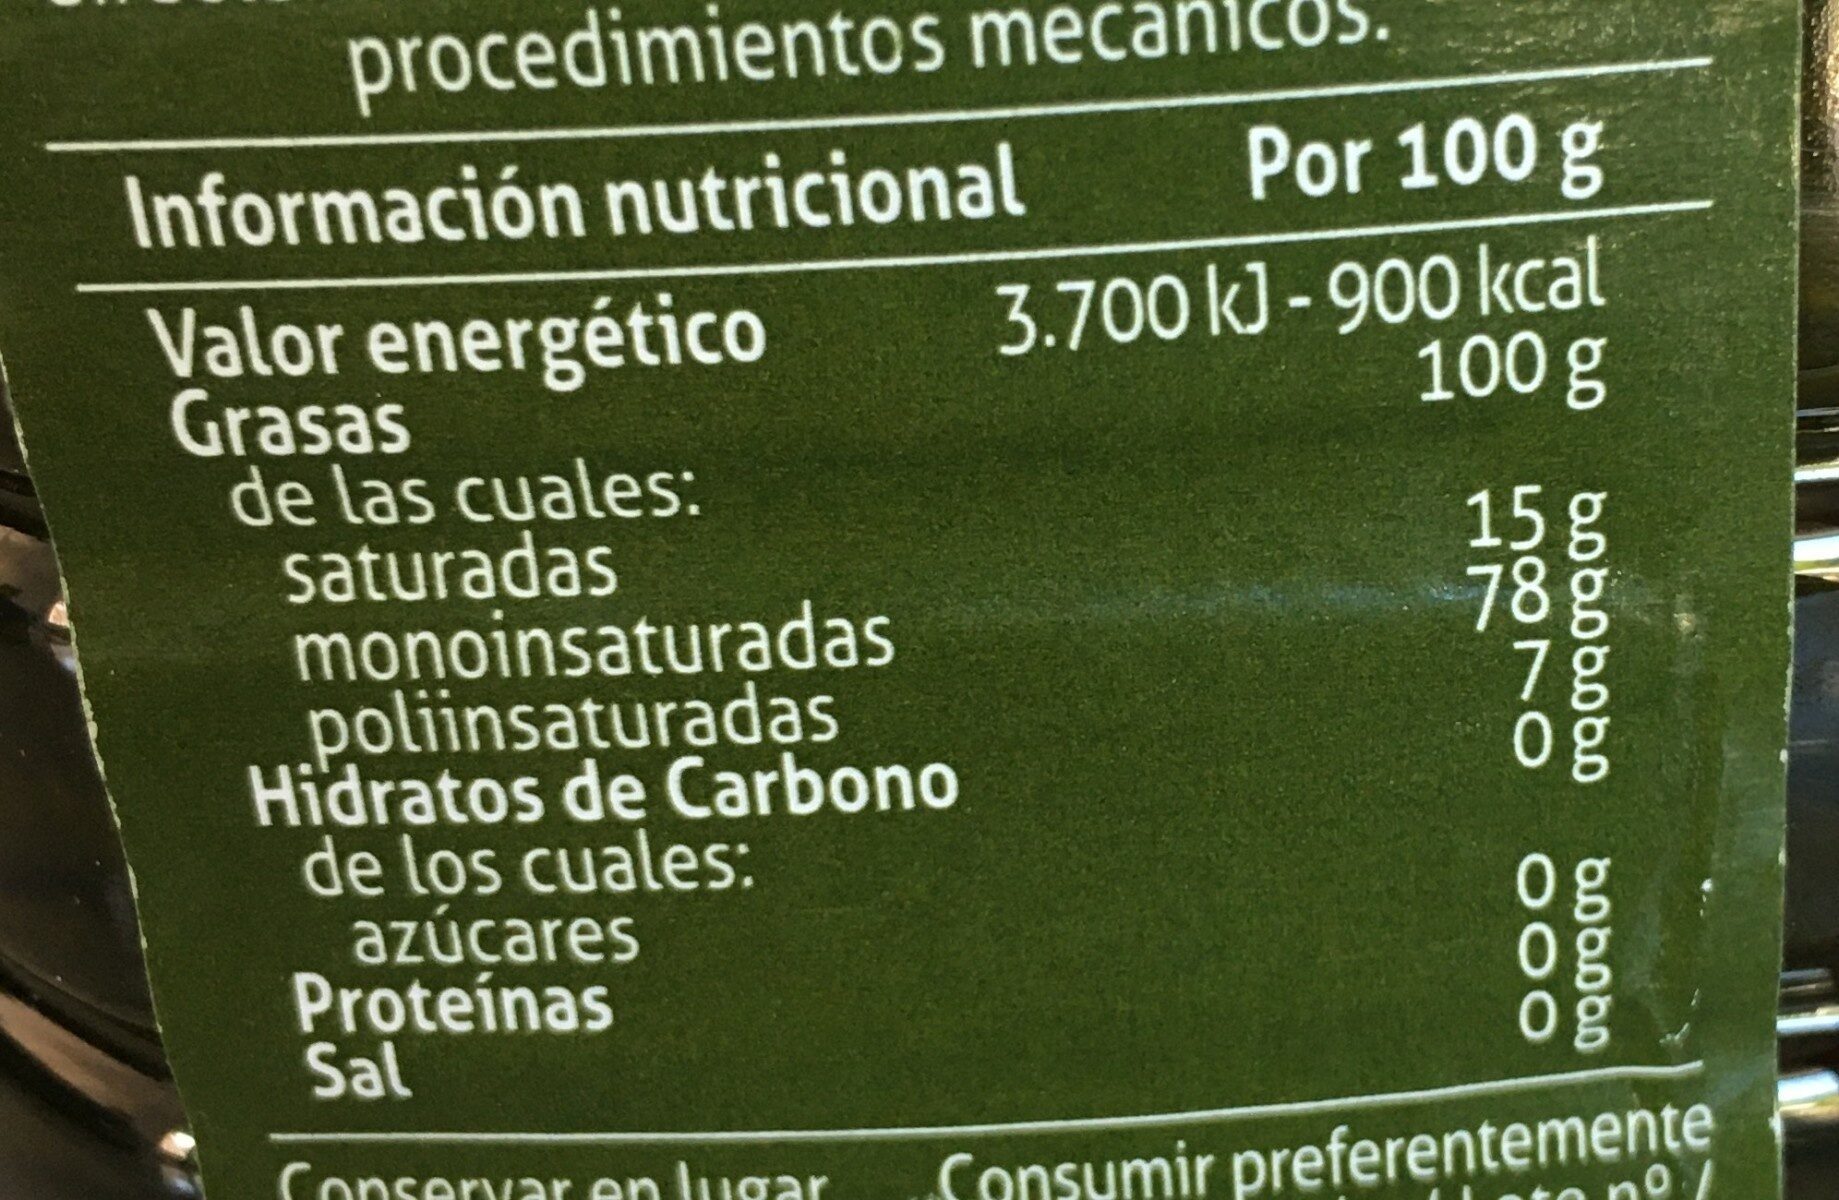 procedimientos mecánicos.
Información nutricional Por 100 g
Valor energético 3.700 kJ - 900 kcal
Grasas 100 g
de las cuales:
saturadas 15 g
monoinsaturadas 78 g
poliinsaturadas 7 g
Hidratos de Carbono 0 g
de los cuales:
azúcares 0 g
Proteínas 0 g
Sal 0 g
Conservar en lugar Consumir preferentemente
nº /